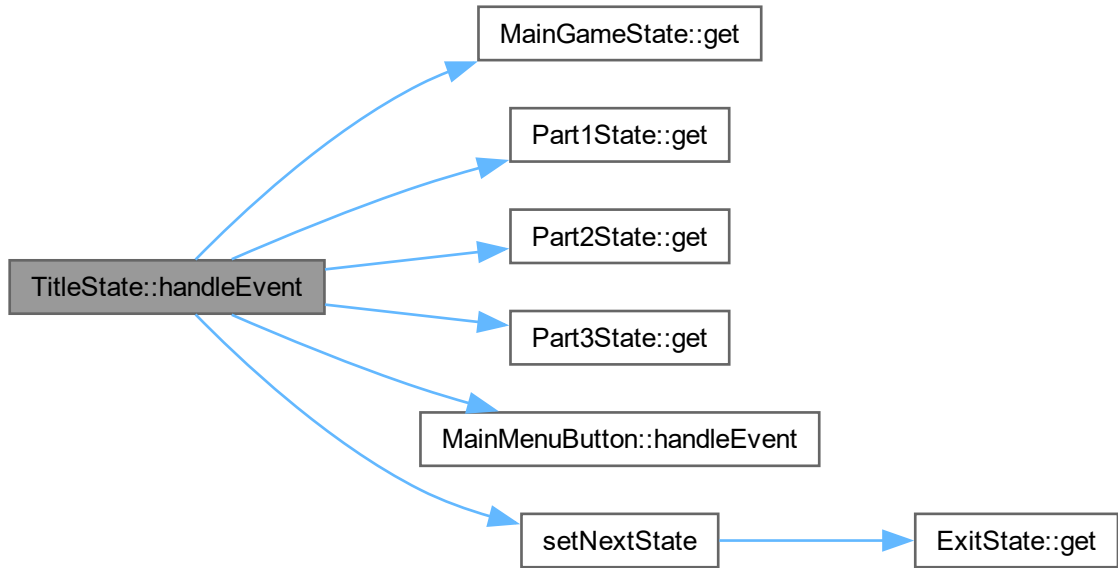 MainGameState::get
Part1State::get
Part2State::get
TitleState::handleEvent
Part3State::get
MainMenuButton::handleEvent
setNextState
ExitState::get